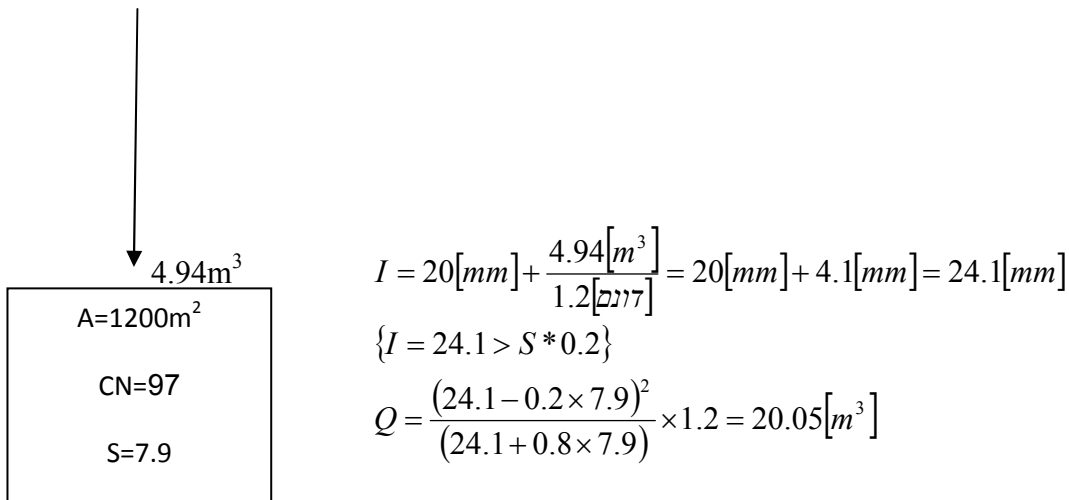 4.94m³
A=1200m²
CN=97
S=7.9
I = 20[mm] + 4.94[m³] / 1.2[דונם] = 20[mm] + 4.1[mm] = 24.1[mm]
{I = 24.1 > S * 0.2}
Q = (24.1 − 0.2 × 7.9)² / (24.1 + 0.8 × 7.9) × 1.2 = 20.05[m³]